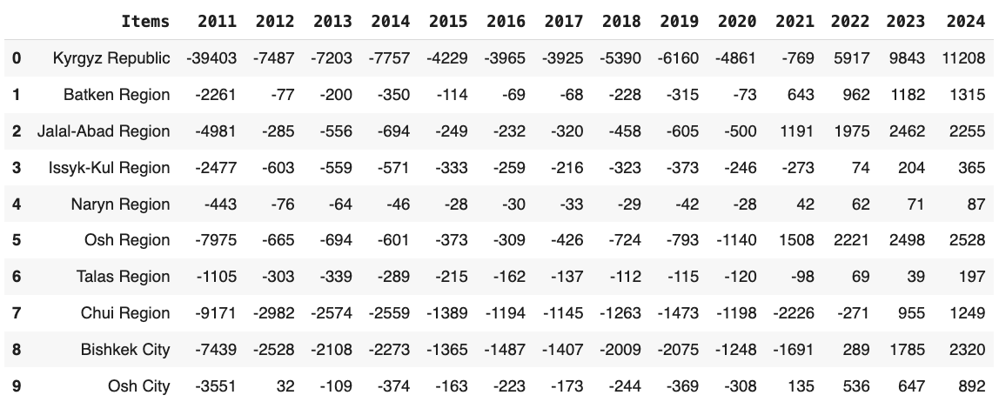 Items 2011 2012 2013 2014 2015 2016 2017 2018 2019 2020 2021 2022 2023 2024
0 Kyrgyz Republic -39403 -7487 -7203 -7757 -4229 -3965 -3925 -5390 -6160 -4861 -769 5917 9843 11208
1 Batken Region -2261 -77 -200 -350 -114 -69 -68 -228 -315 -73 643 962 1182 1315
2 Jalal-Abad Region -4981 -285 -556 -694 -249 -232 -320 -458 -605 -500 1191 1975 2462 2255
3 Issyk-Kul Region -2477 -603 -559 -571 -333 -259 -216 -323 -373 -246 -273 74 204 365
4 Naryn Region -443 -76 -64 -46 -28 -30 -33 -29 -42 -28 42 62 71 87
5 Osh Region -7975 -665 -694 -601 -373 -309 -426 -724 -793 -1140 1508 2221 2498 2528
6 Talas Region -1105 -303 -339 -289 -215 -162 -137 -112 -115 -120 -98 69 39 197
7 Chui Region -9171 -2982 -2574 -2559 -1389 -1194 -1145 -1263 -1473 -1198 -2226 -271 955 1249
8 Bishkek City -7439 -2528 -2108 -2273 -1365 -1487 -1407 -2009 -2075 -1248 -1691 289 1785 2320
9 Osh City -3551 32 -109 -374 -163 -223 -173 -244 -369 -308 135 536 647 892